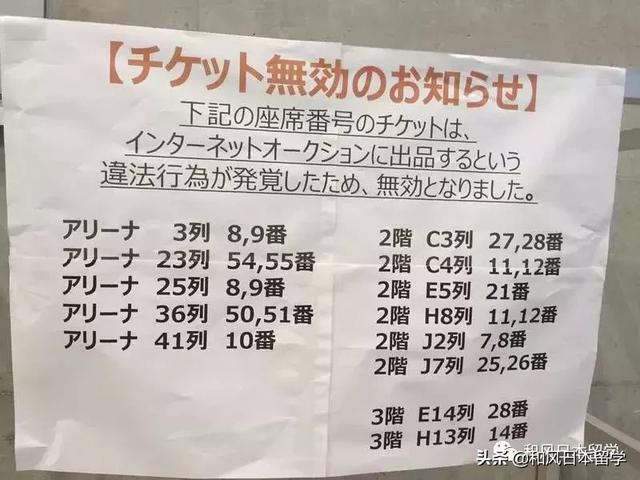 【チケット無効のお知らせ】
下記の座席番号のチケットは、
インターネットオークションに出品するという
違法行為が発覚したため、無効となりました。
アリーナ 3列 8,9番
アリーナ 23列 54,55番
アリーナ 25列 8,9番
アリーナ 36列 50,51番
アリーナ 41列 10番
2階 C3列 27,28番
2階 C4列 11,12番
2階 E5列 21番
2階 H8列 11,12番
2階 J2列 7,8番
2階 J7列 25,26番
3階 E14列 28番
3階 H13列 14番
和风日本留学
头条 @和风日本留学